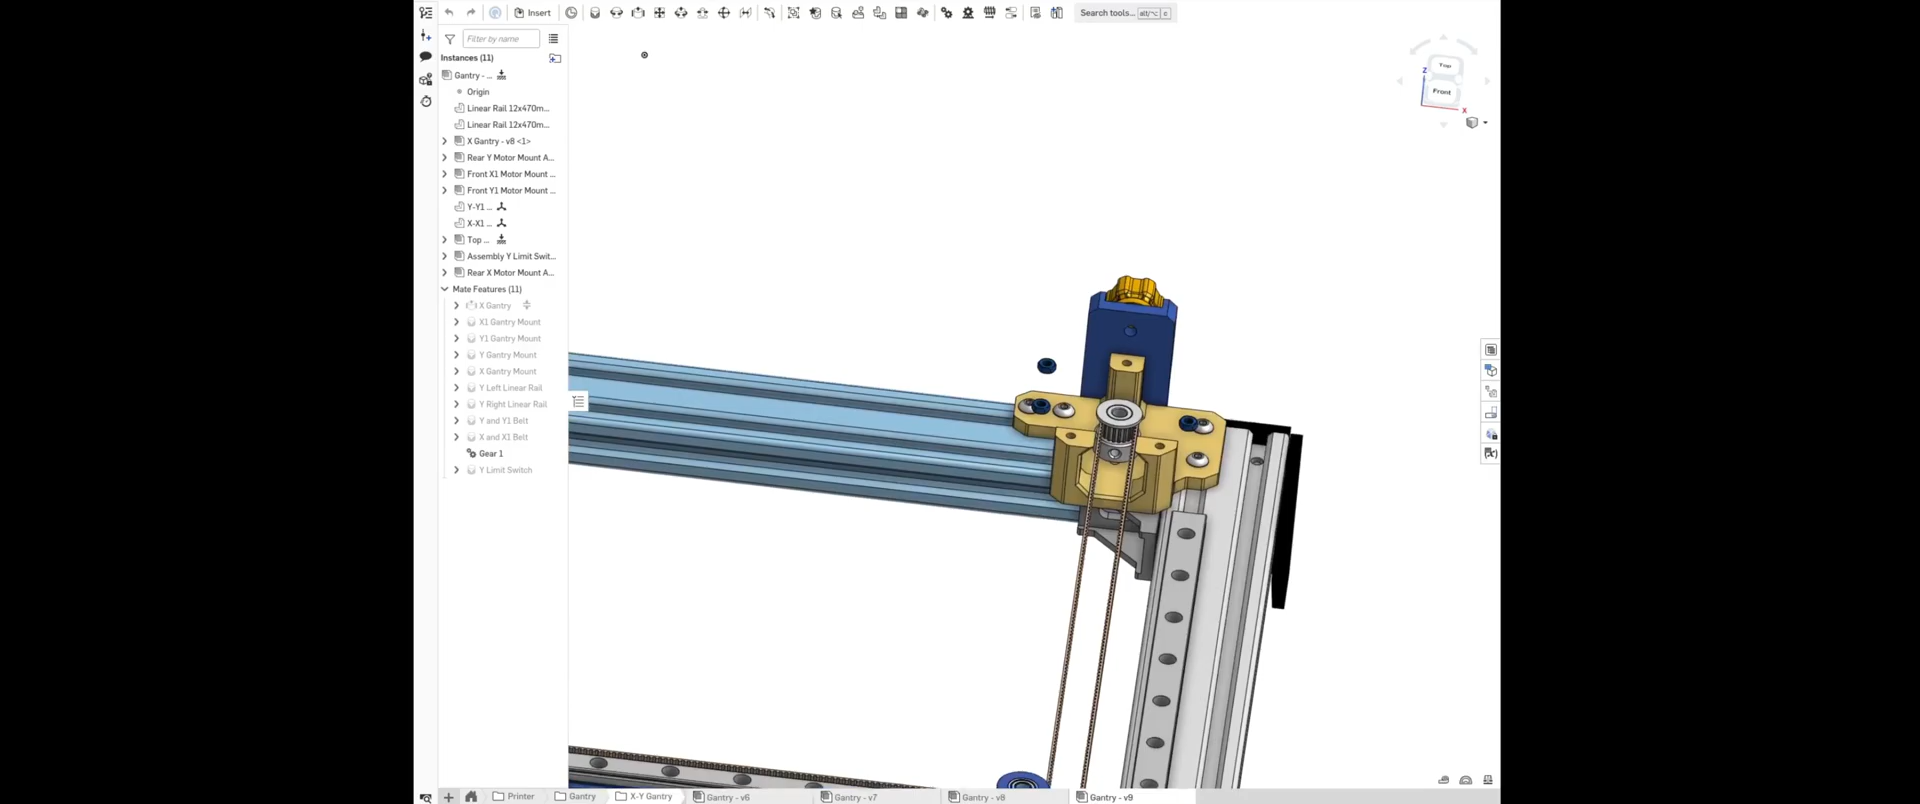 Insert
Search tools... alt/⌥ c
Filter by name
Instances (11)
Gantry - ...
Origin
Linear Rail 12x470m...
Linear Rail 12x470m...
X Gantry - v8 <1>
Rear Y Motor Mount A...
Front X1 Motor Mount ...
Front Y1 Motor Mount ...
Y-Y1 ...
X-X1 ...
Top ...
Assembly Y Limit Swit...
Rear X Motor Mount A...
Mate Features (11)
X Gantry
X1 Gantry Mount
Y1 Gantry Mount
Y Gantry Mount
X Gantry Mount
Y Left Linear Rail
Y Right Linear Rail
Y and Y1 Belt
X and X1 Belt
Gear 1
Y Limit Switch
Top
Z
Front
X
Printer
Gantry
X-Y Gantry
Gantry - v6
Gantry - v7
Gantry - v8
Gantry - v9